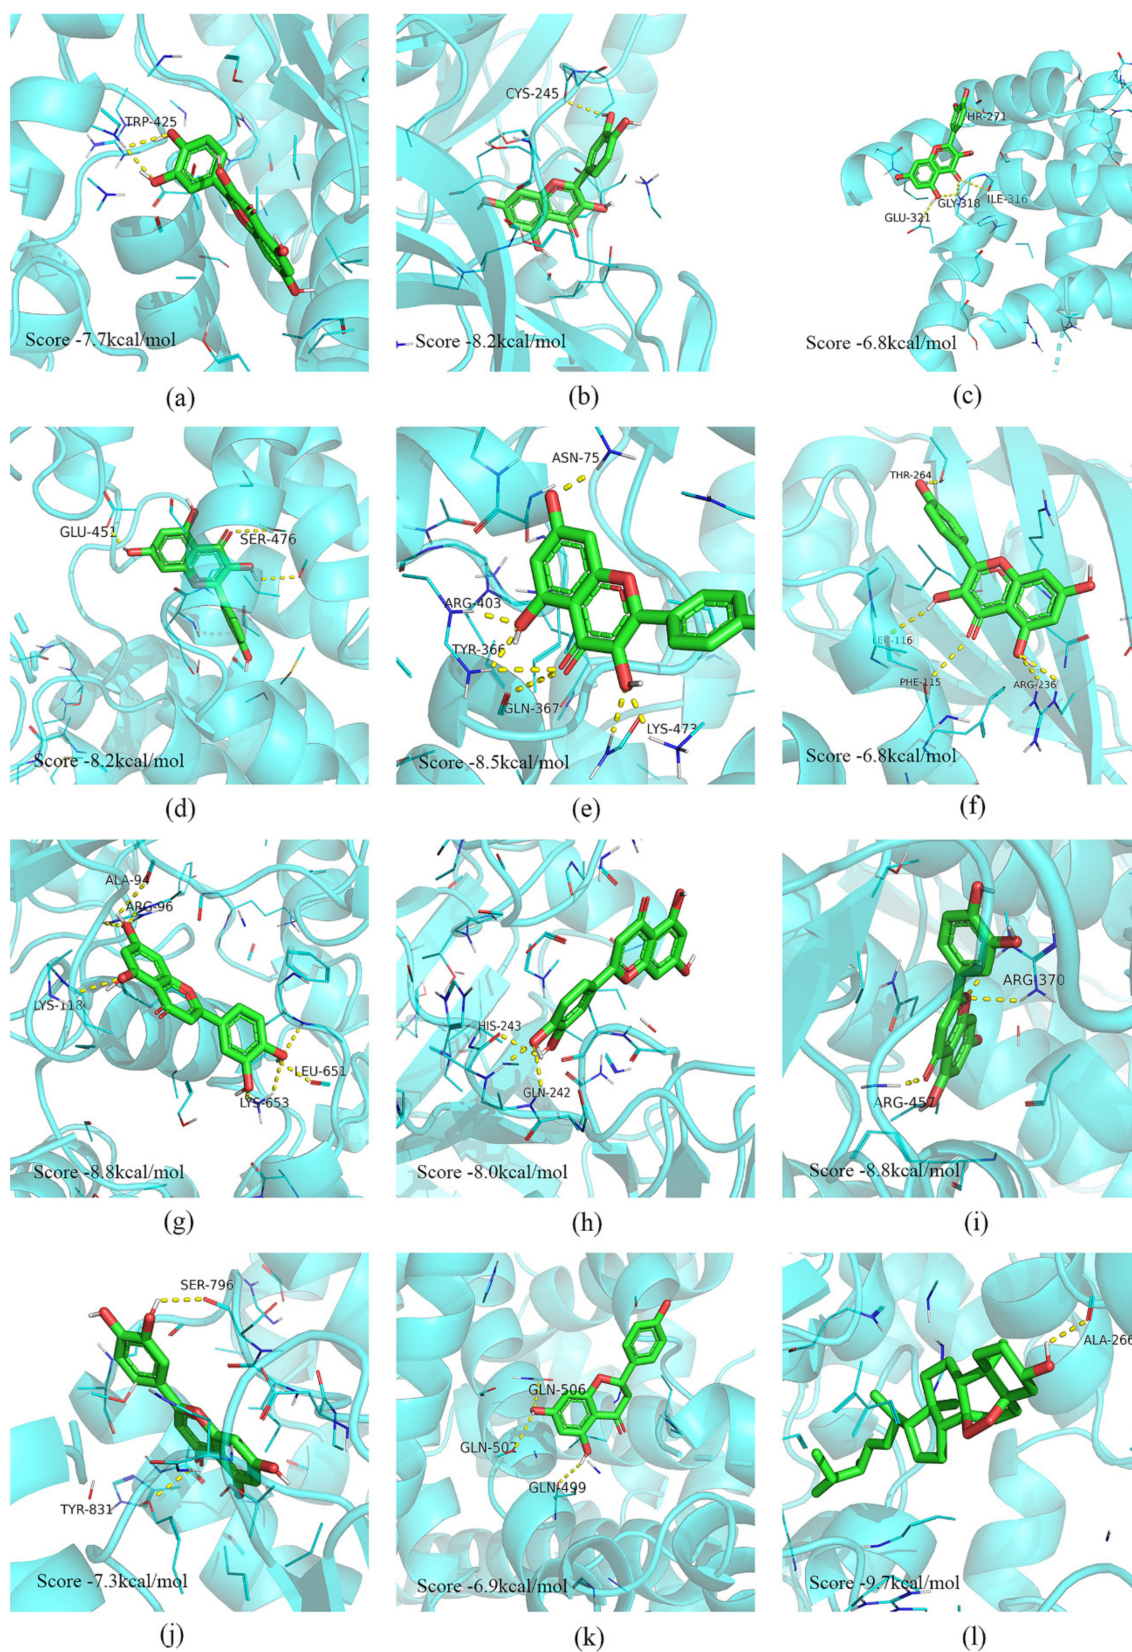 TRP-425
Score -7.7kcal/mol
(a)
CYS-245
Score -8.2kcal/mol
(b)
HR-271
GLU-321
GLY-318
ILE-316
Score -6.8kcal/mol
(c)
GLU-451
SER-476
Score -8.2kcal/mol
(d)
ASN-75
ARG-403
TYR-366
GLN-367
LYS-473
Score -8.5kcal/mol
(e)
THR-264
PHE-115
ARG-236
Score -6.8kcal/mol
(f)
ALA-94
ARG-96
LYS-118
LEU-651
LYS-653
Score -8.8kcal/mol
(g)
HIS-243
GLN-242
Score -8.0kcal/mol
(h)
ARG-370
ARG-457
Score -8.8kcal/mol
(i)
SER-796
TYR-831
Score -7.3kcal/mol
(j)
GLN-506
GLN-502
GLN-499
Score -6.9kcal/mol
(k)
ALA-266
Score -9.7kcal/mol
(l)